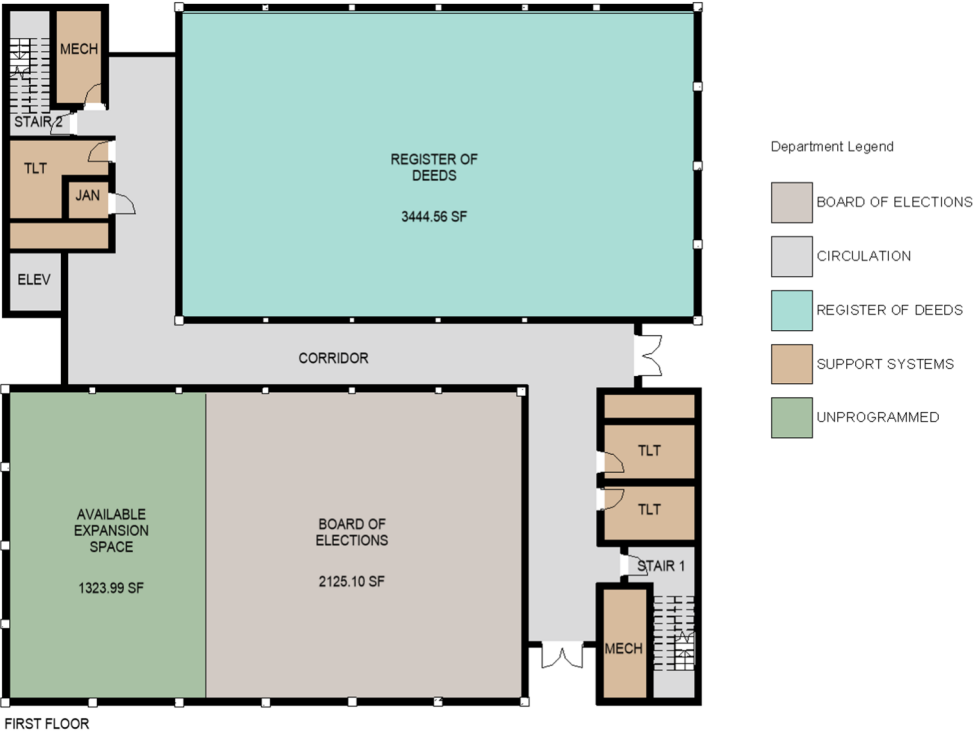 MECH
STAIR 2
TLT
JAN
ELEV
REGISTER OF
DEEDS
3444.56 SF
CORRIDOR
AVAILABLE
EXPANSION
SPACE
1323.99 SF
BOARD OF
ELECTIONS
2125.10 SF
TLT
TLT
STAIR 1
MECH
FIRST FLOOR
Department Legend
BOARD OF ELECTIONS
CIRCULATION
REGISTER OF DEEDS
SUPPORT SYSTEMS
UNPROGRAMMED